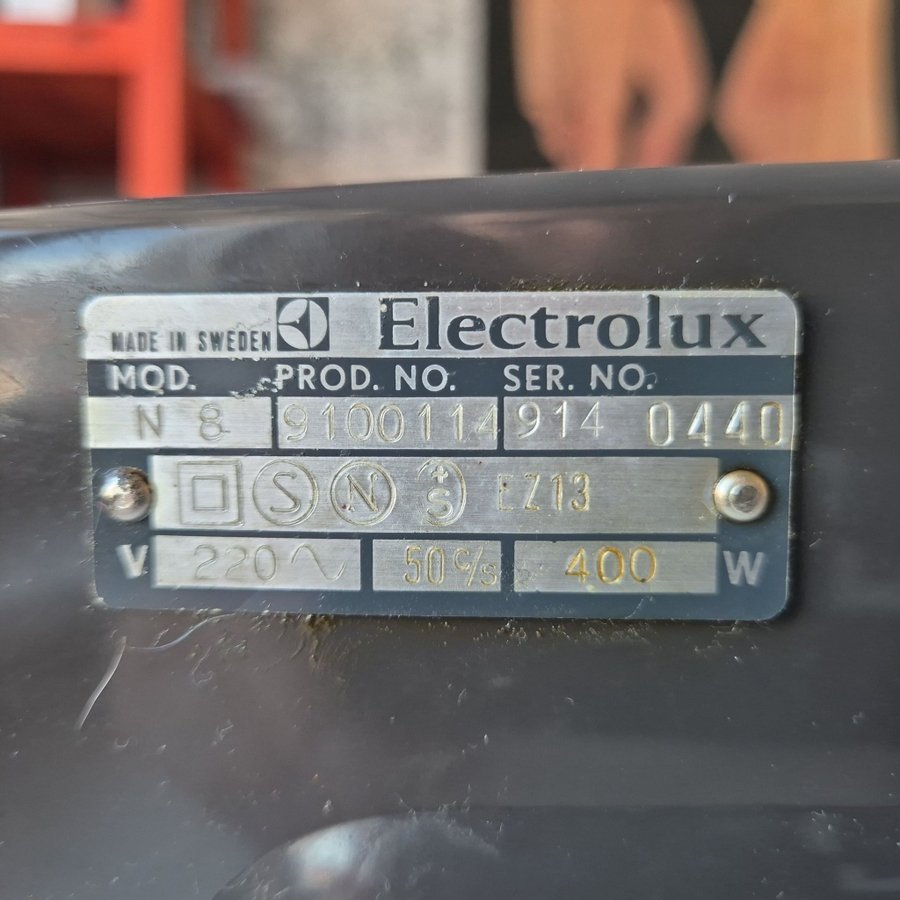 MADE IN SWEDEN Electrolux
MOD. PROD. NO. SER. NO.
N 8 9100114 914 0440
S N +S EZ13
V 220~ 50 c/s 400 W